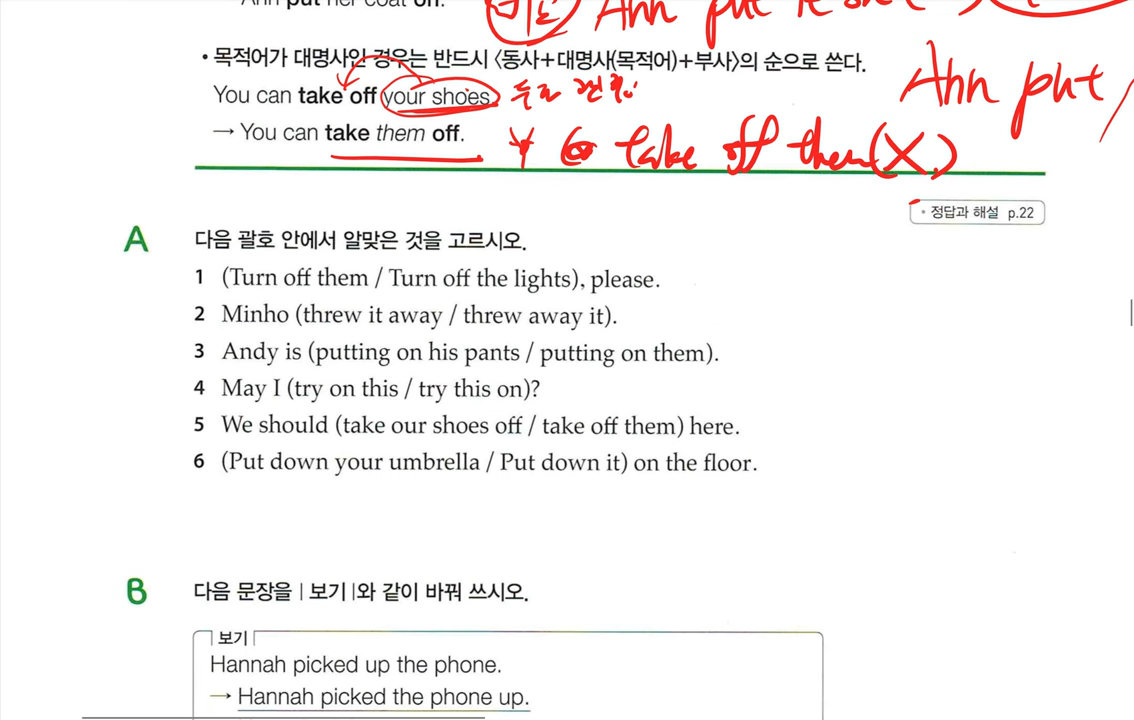 Ann put her coat off.
Ann put
• 목적어가 대명사인 경우는 반드시 〈동사+대명사(목적어)+부사〉의 순으로 쓴다.
You can take off your shoes.
→ You can take them off.
take off them(X)
Ann put
• 정답과 해설 p.22
A 다음 괄호 안에서 알맞은 것을 고르시오.
1 (Turn off them / Turn off the lights), please.
2 Minho (threw it away / threw away it).
3 Andy is (putting on his pants / putting on them).
4 May I (try on this / try this on)?
5 We should (take our shoes off / take off them) here.
6 (Put down your umbrella / Put down it) on the floor.
B 다음 문장을 | 보기 |와 같이 바꿔 쓰시오.
보기
Hannah picked up the phone.
→ Hannah picked the phone up.